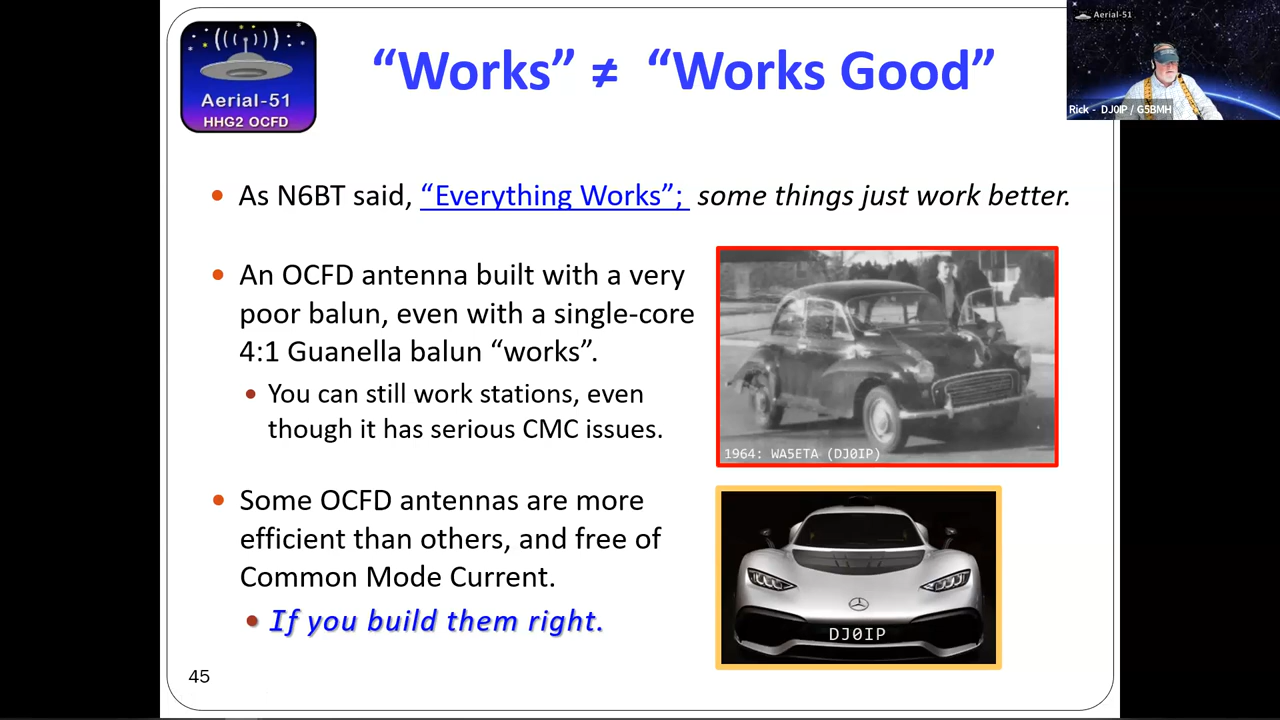 Aerial-51
HHG2 OCFD
“Works” ≠ “Works Good”
Aerial-51
Rick - DJ0IP / G5BMH
• As N6BT said, “Everything Works”; some things just work better.
• An OCFD antenna built with a very
poor balun, even with a single-core
4:1 Guanella balun “works”.
• You can still work stations, even
though it has serious CMC issues.
1964: WA5ETA (DJ0IP)
• Some OCFD antennas are more
efficient than others, and free of
Common Mode Current.
• If you build them right.
DJ0IP
45